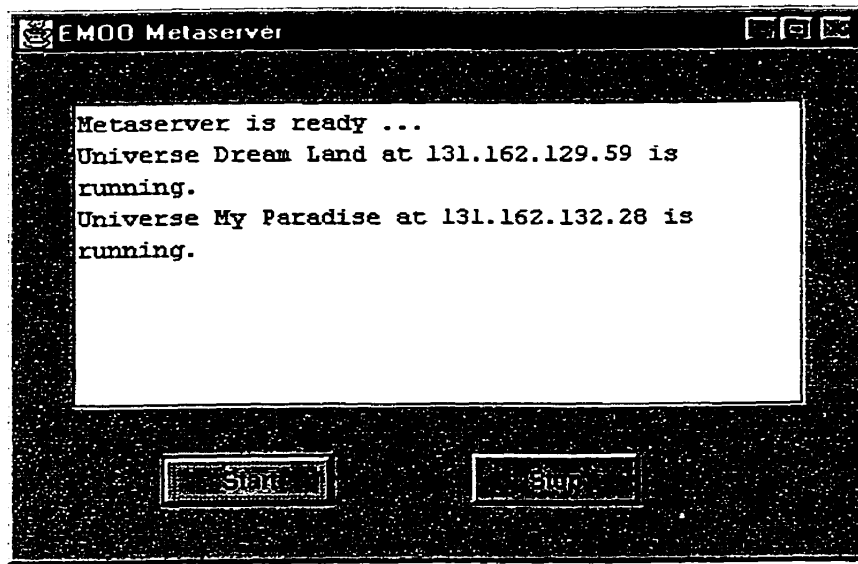 EMOO Metaserver
Metaserver is ready ...
Universe Dream Land at 131.162.129.59 is
running.
Universe My Paradise at 131.162.132.28 is
running.
Start
Stop